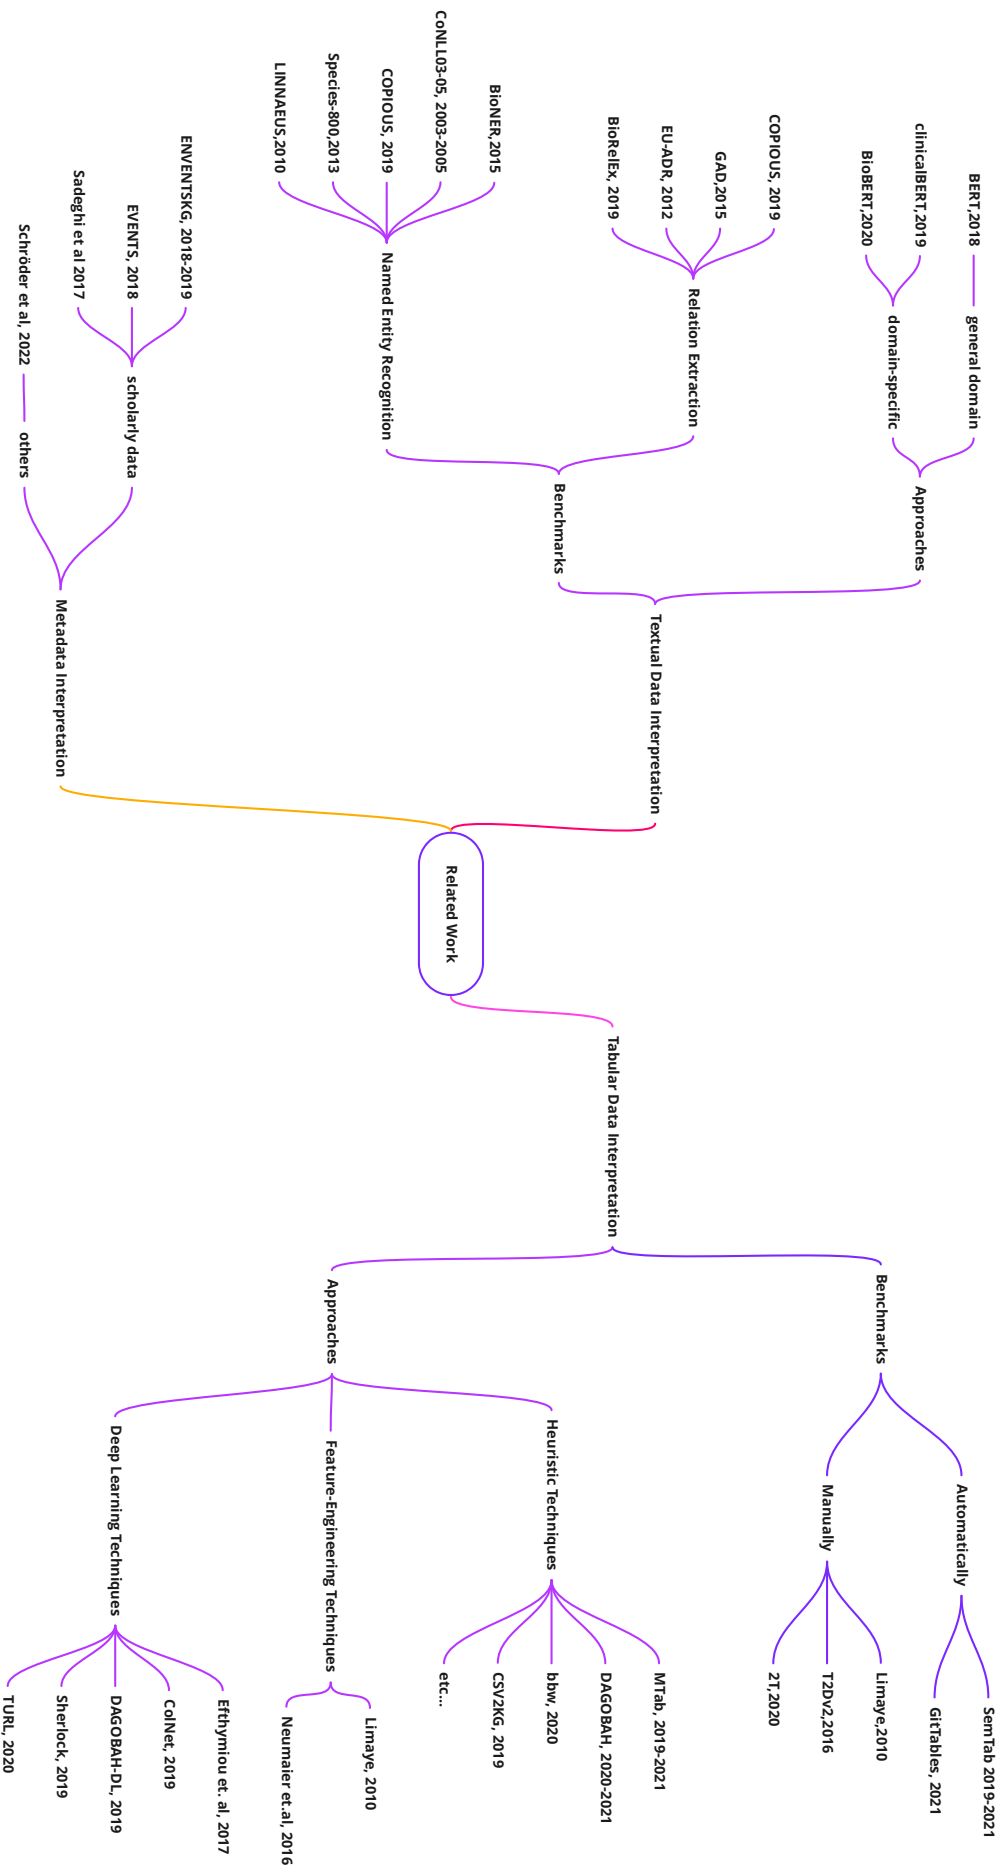 Related Work
Textual Data Interpretation
Approaches
general domain
BERT,2018
domain-specific
clinicalBERT,2019
BioBERT,2020
Benchmarks
Relation Extraction
COPIOUS, 2019
GAD,2015
EU-ADR, 2012
BioRelEx, 2019
Named Entity Recognition
BioNER,2015
CoNLL03-05, 2003-2005
COPIOUS, 2019
Species-800,2013
LINNAEUS,2010
Metadata Interpretation
scholarly data
ENVENTSKG, 2018-2019
EVENTS, 2018
Sadeghi et al 2017
others
Schröder et al, 2022
Tabular Data Interpretation
Benchmarks
Automatically
SemTab 2019-2021
GitTables, 2021
Manually
Limaye,2010
T2Dv2,2016
2T,2020
Approaches
Heuristic Techniques
MTab, 2019-2021
DAGOBAH, 2020-2021
bbw, 2020
CSV2KG, 2019
etc...
Feature-Engineering Techniques
Limaye, 2010
Neumaier et.al, 2016
Deep Learning Techniques
Efthymiou et. al, 2017
ColNet, 2019
DAGOBAH-DL, 2019
Sherlock, 2019
TURL, 2020